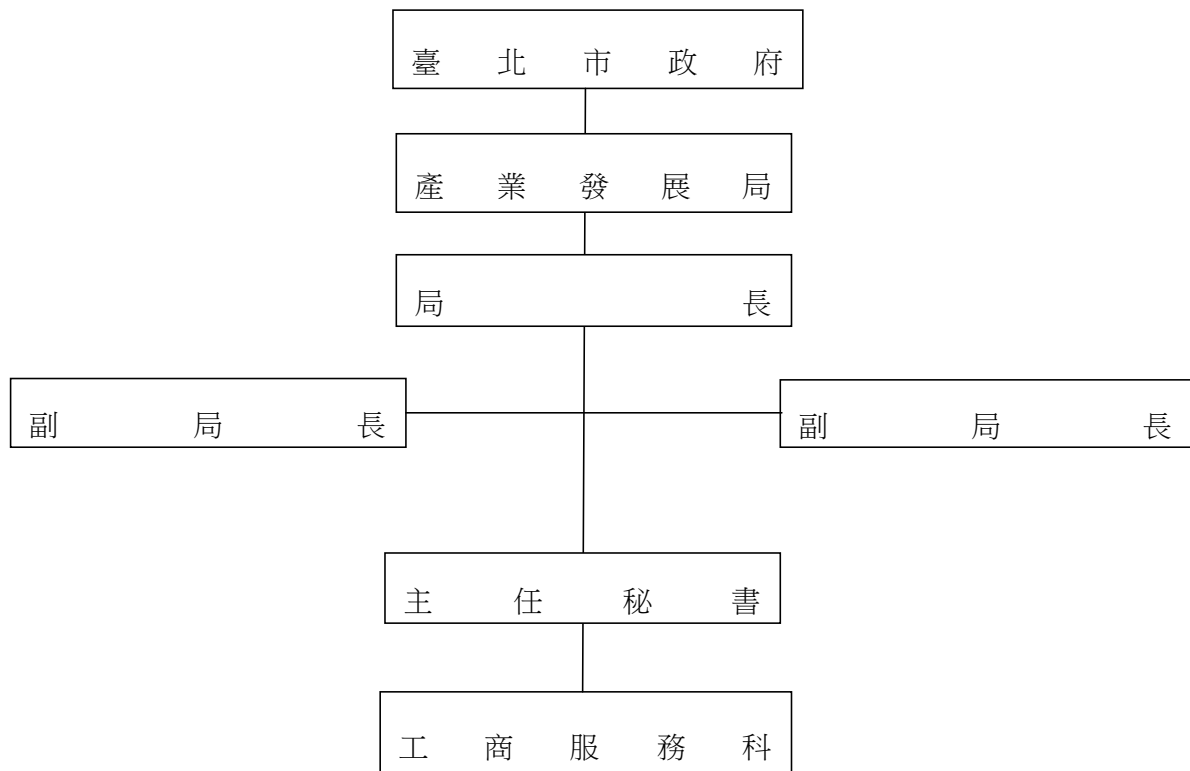 臺北市政府
產業發展局
局長
副局長
副局長
主任秘書
工商服務科